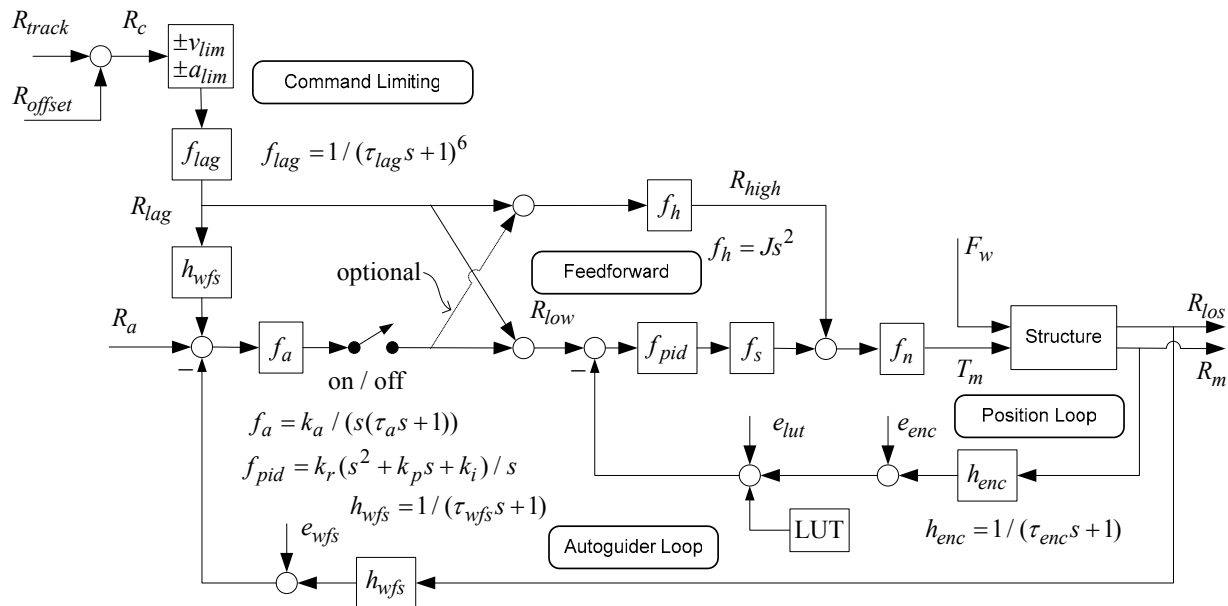 R_track
R_c
±v_lim
±a_lim
R_offset
Command Limiting
f_lag
f_lag = 1 / (τ_lag s + 1)^6
R_lag
R_high
f_h
f_h = Js^2
h_wfs
optional
Feedforward
F_w
R_a
R_low
R_los
f_a
f_pid
f_s
f_n
Structure
−
−
on / off
T_m
R_m
f_a = k_a / (s(τ_a s + 1))
e_lut
e_enc
Position Loop
f_pid = k_r (s^2 + k_p s + k_i) / s
h_enc
h_wfs = 1 / (τ_wfs s + 1)
LUT
h_enc = 1 / (τ_enc s + 1)
e_wfs
Autoguider Loop
h_wfs